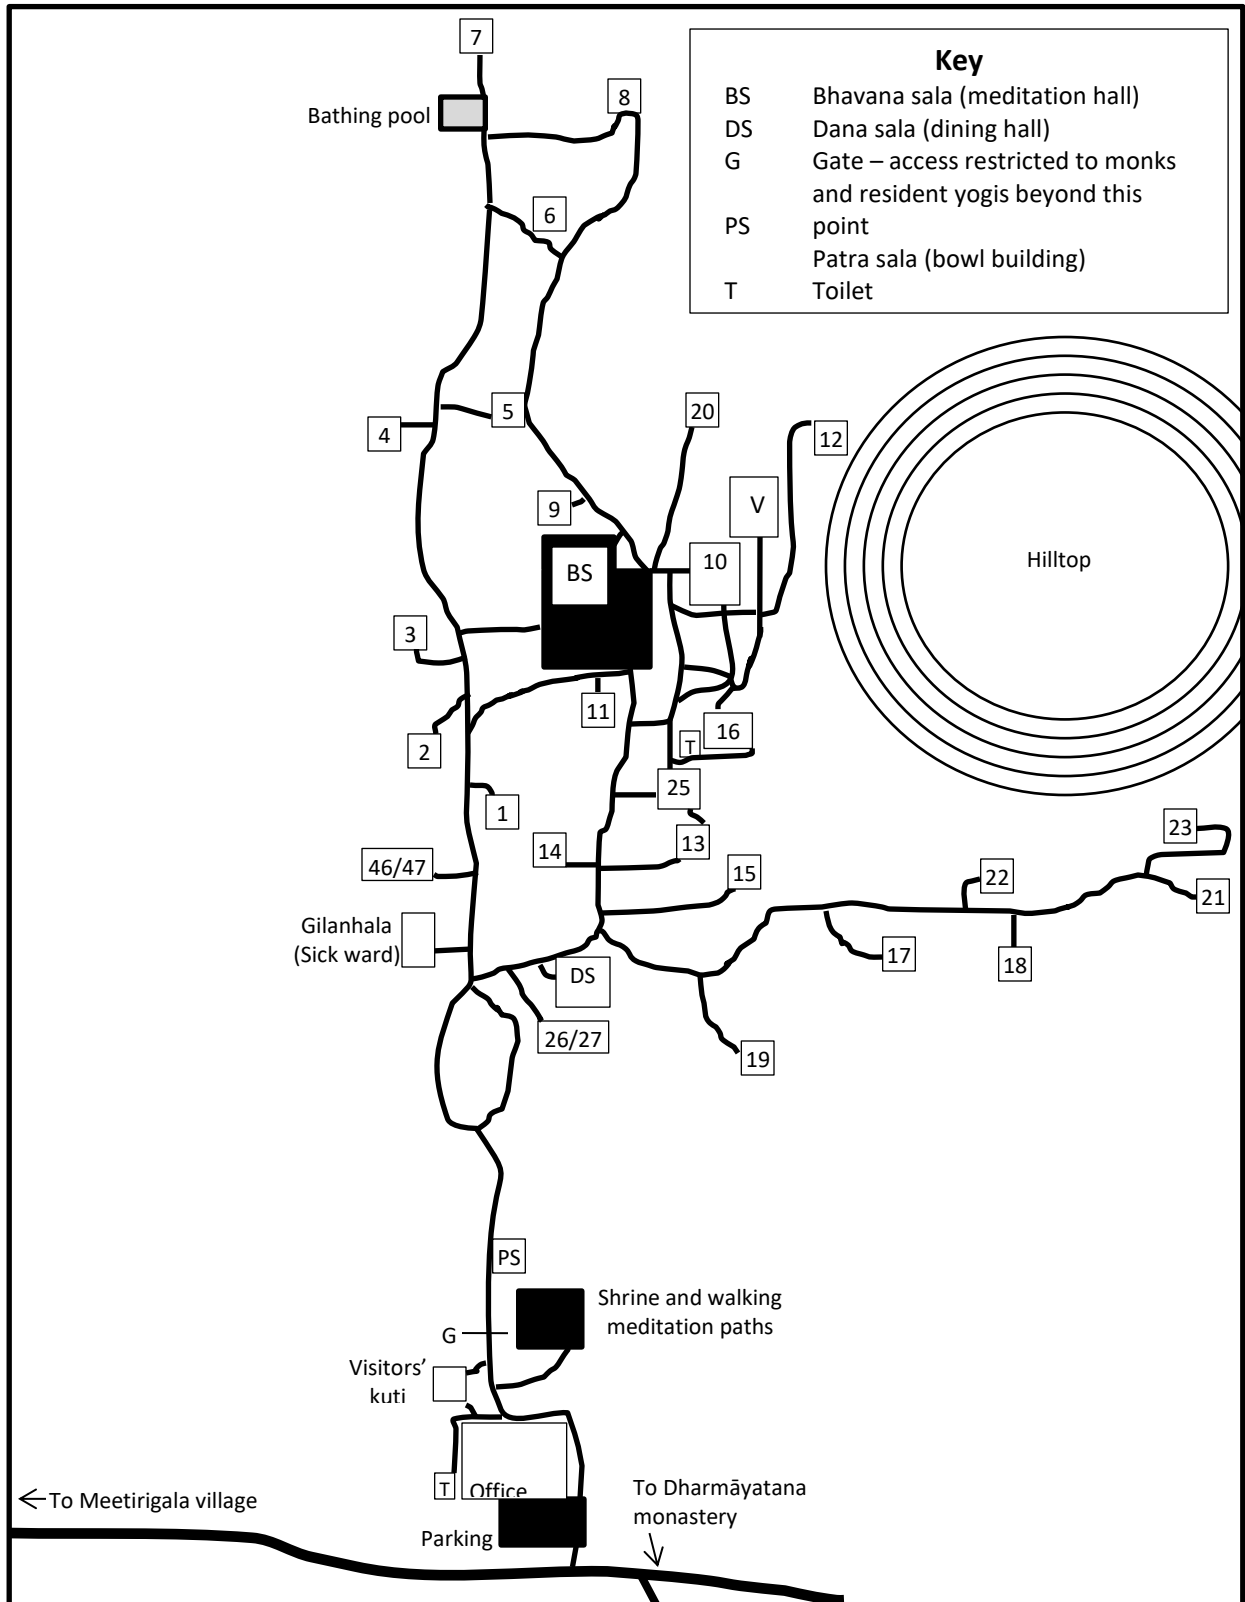 7
Key
BS Bhavana sala (meditation hall)
DS Dana sala (dining hall)
G Gate – access restricted to monks
and resident yogis beyond this
PS point
Patra sala (bowl building)
T Toilet
8
Bathing pool
6
5
20
4
12
9
V
BS
10
Hilltop
3
11
16
2
T
25
1
23
14
13
46/47
15
22
21
Gilanhala
(Sick ward)
17
18
DS
26/27
19
PS
Shrine and walking
meditation paths
G
Visitors'
kuti
T
Office
To Meetirigala village
To Dharmāyatana
monastery
Parking